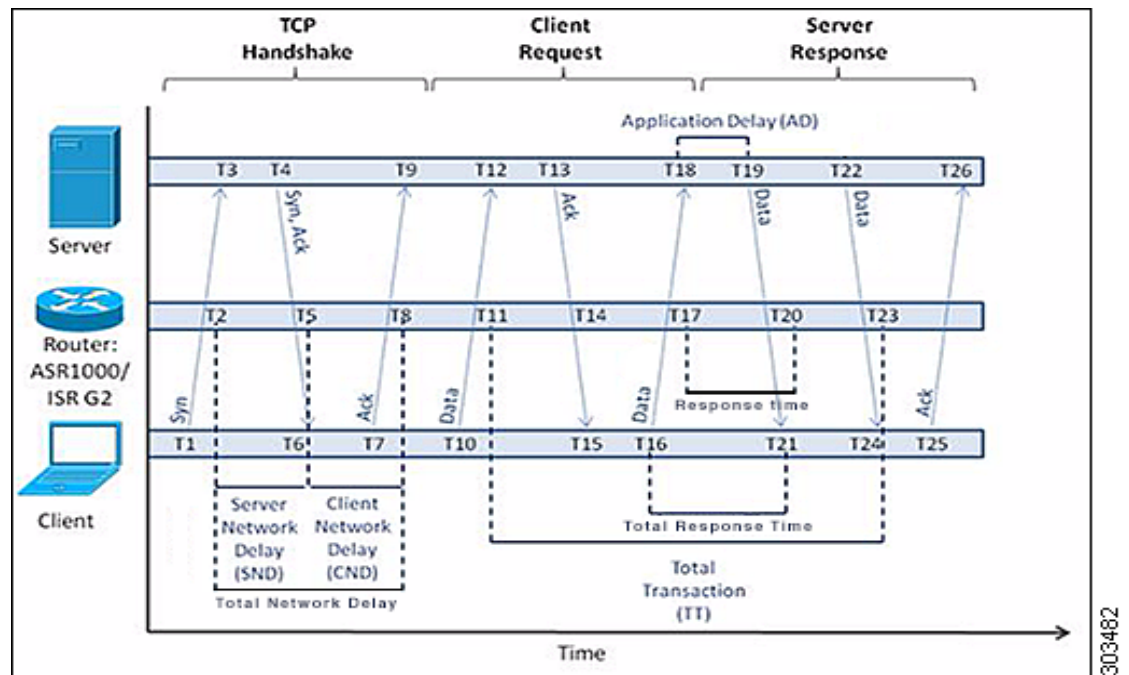 TCP
Handshake
Client
Request
Server
Response
Application Delay (AD)
T3 T4 T9 T12 T13 T18 T19 T22 T26
Syn, Ack
Ack
Data
Data
Server
T2 T5 T8 T11 T14 T17 T20 T23
Router:
ASR1000/
ISR G2
Syn
Ack
Data
Data
Response time
Ack
T1 T6 T7 T10 T15 T16 T21 T24 T25
Client
Server
Network
Delay
(SND)
Client
Network
Delay
(CND)
Total Response Time
Total Network Delay
Total
Transaction
(TT)
Time
303482